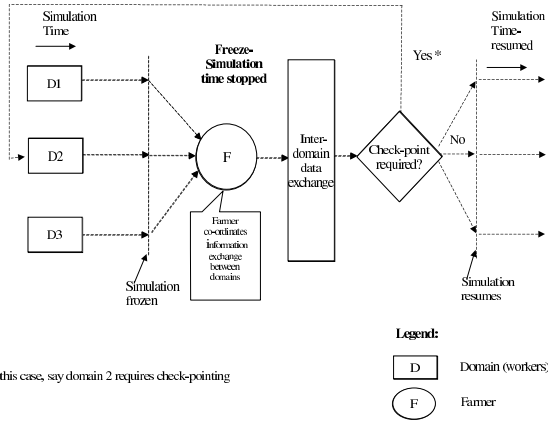 Simulation
Time
Freeze-
Simulation
time stopped
Yes *
Simulation
Time-
resumed
D1
D2
D3
F
Inter-
domain
data
exchange
Check-point
required?
No
Farmer
co-ordinates
information
exchange
between
domains
Simulation
frozen
Simulation
resumes
Legend:
D
Domain (workers)
F
Farmer
this case, say domain 2 requires check-pointing